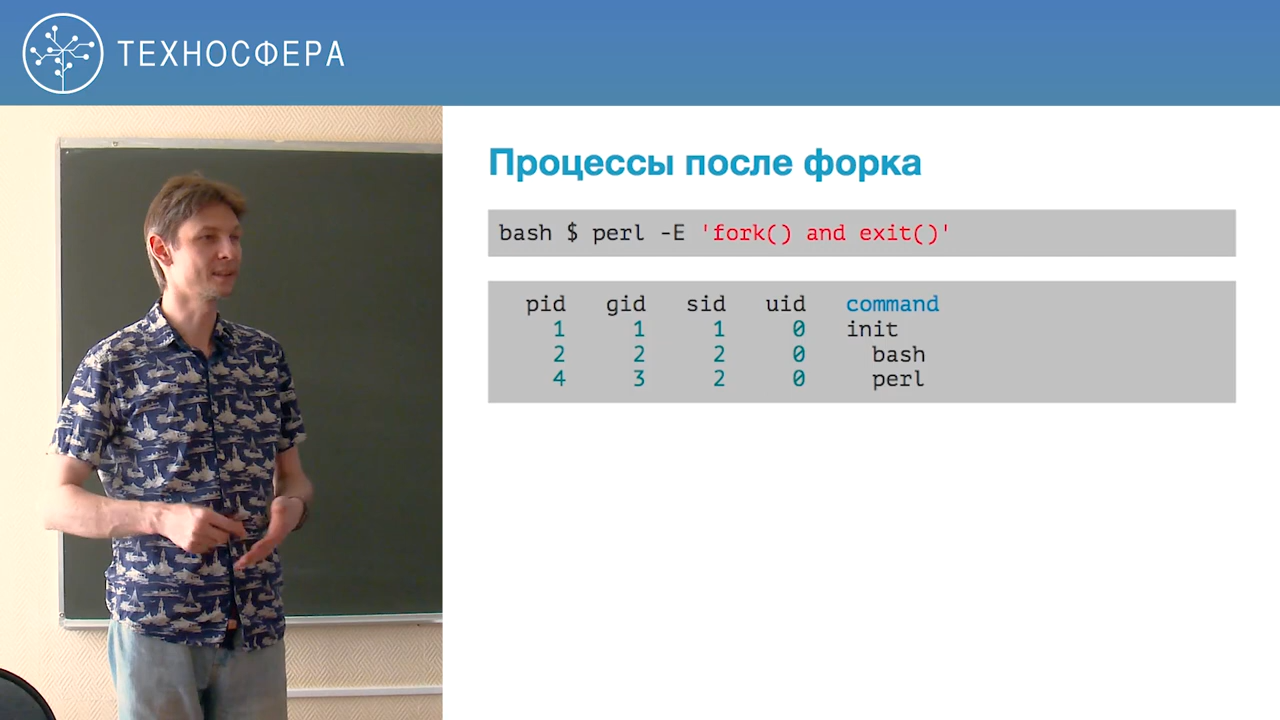 ТЕХНОСФЕРА
Процессы после форка
bash $ perl -E 'fork() and exit()'
pid gid sid uid command
1 1 1 0 init
2 2 2 0 bash
4 3 2 0 perl